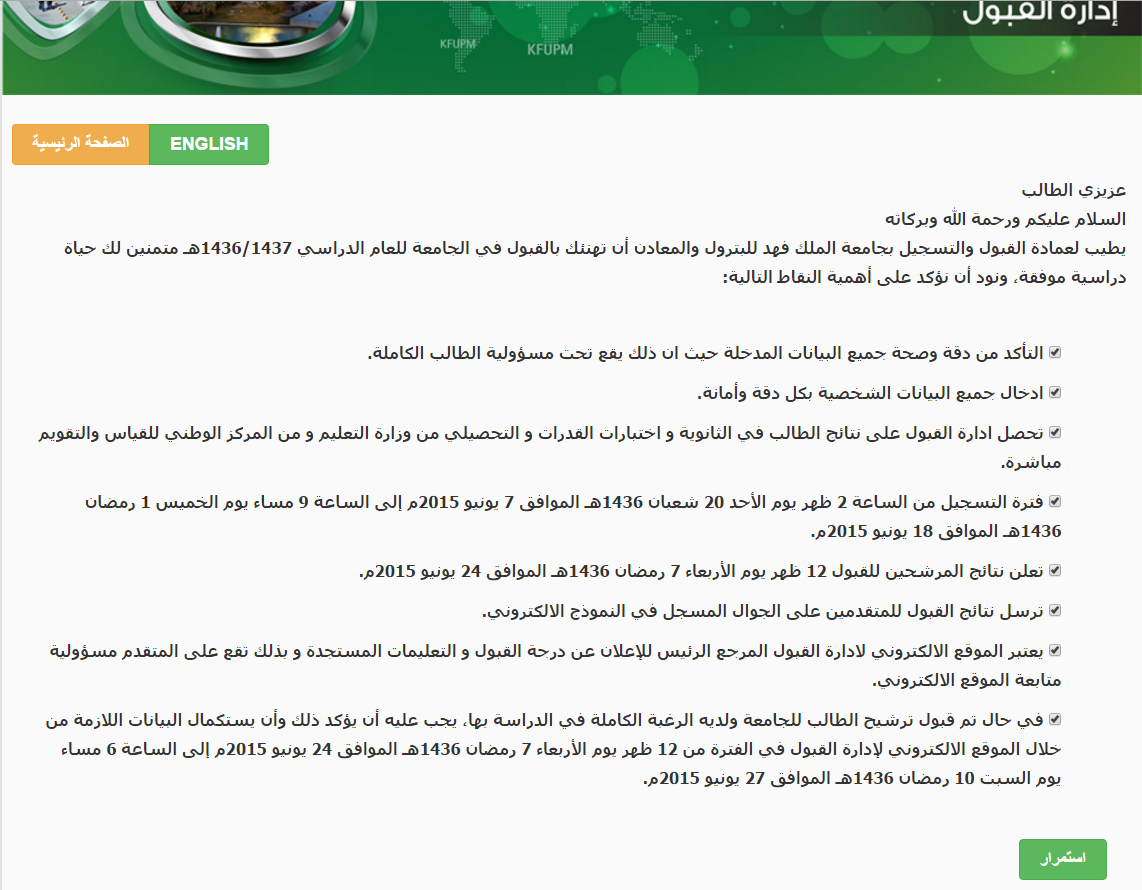 إدارة القبول
KFUPM
KFUPM
الصفحة الرئيسية
ENGLISH
عزيزي الطالب
السلام عليكم ورحمة الله وبركاته
يطيب لعمادة القبول والتسجيل بجامعة الملك فهد للبترول والمعادن أن تهنئك بالقبول في الجامعة للعام الدراسي 1436/1437هـ متمنين لك حياة
دراسية موفقة، ونود أن نؤكد على أهمية النقاط التالية:
التأكد من دقة وصحة جميع البيانات المدخلة حيث ان ذلك يقع تحت مسؤولية الطالب الكاملة.
ادخال جميع البيانات الشخصية بكل دقة وأمانة.
تحصل ادارة القبول على نتائج الطالب في الثانوية و اختبارات القدرات و التحصيلي من وزارة التعليم و من المركز الوطني للقياس والتقويم
مباشرة.
فترة التسجيل من الساعة 2 ظهر يوم الأحد 20 شعبان 1436هـ الموافق 7 يونيو 2015م إلى الساعة 9 مساء يوم الخميس 1 رمضان
1436هـ الموافق 18 يونيو 2015م.
تعلن نتائج المرشحين للقبول 12 ظهر يوم الأربعاء 7 رمضان 1436هـ الموافق 24 يونيو 2015م.
ترسل نتائج القبول للمتقدمين على الجوال المسجل في النموذج الالكتروني.
يعتبر الموقع الالكتروني لادارة القبول المرجع الرئيس للإعلان عن درجة القبول و التعليمات المستجدة و بذلك تقع على المتقدم مسؤولية
متابعة الموقع الالكتروني.
في حال تم قبول ترشيح الطالب للجامعة ولديه الرغبة الكاملة في الدراسة بها، يجب عليه أن يؤكد ذلك وأن يستكمال البيانات اللازمة من
خلال الموقع الالكتروني لإدارة القبول في الفترة من 12 ظهر يوم الأربعاء 7 رمضان 1436هـ الموافق 24 يونيو 2015م إلى الساعة 6 مساء
يوم السبت 10 رمضان 1436هـ الموافق 27 يونيو 2015م.
استمرار